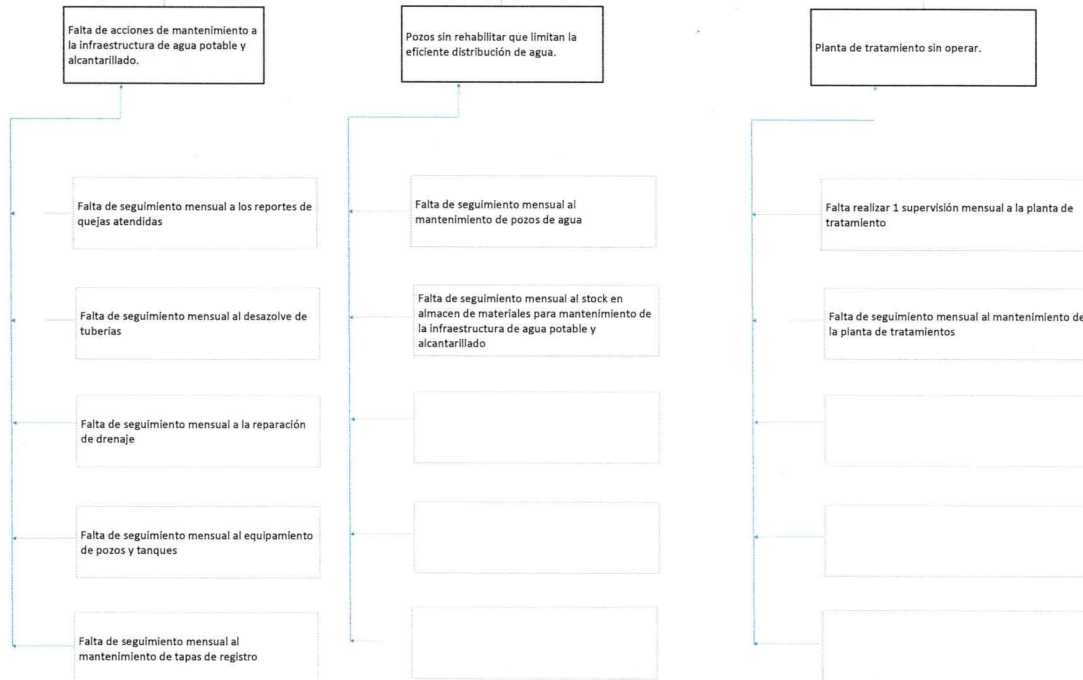 Falta de acciones de mantenimiento a
la infraestructura de agua potable y
alcantarillado.
Pozos sin rehabilitar que limitan la
eficiente distribución de agua.
Planta de tratamiento sin operar.
Falta de seguimiento mensual a los reportes de
quejas atendidas
Falta de seguimiento mensual al
mantenimiento de pozos de agua
Falta realizar 1 supervisión mensual a la planta de
tratamiento
Falta de seguimiento mensual al desazolve de
tuberias
Falta de seguimiento mensual al stock en
almacen de materiales para mantenimiento de
la infraestructura de agua potable y
alcantarillado
Falta de seguimiento mensual al mantenimiento de
la planta de tratamientos
Falta de seguimiento mensual a la reparación
de drenaje
Falta de seguimiento mensual al equipamiento
de pozos y tanques
Falta de seguimiento mensual al
mantenimiento de tapas de registro